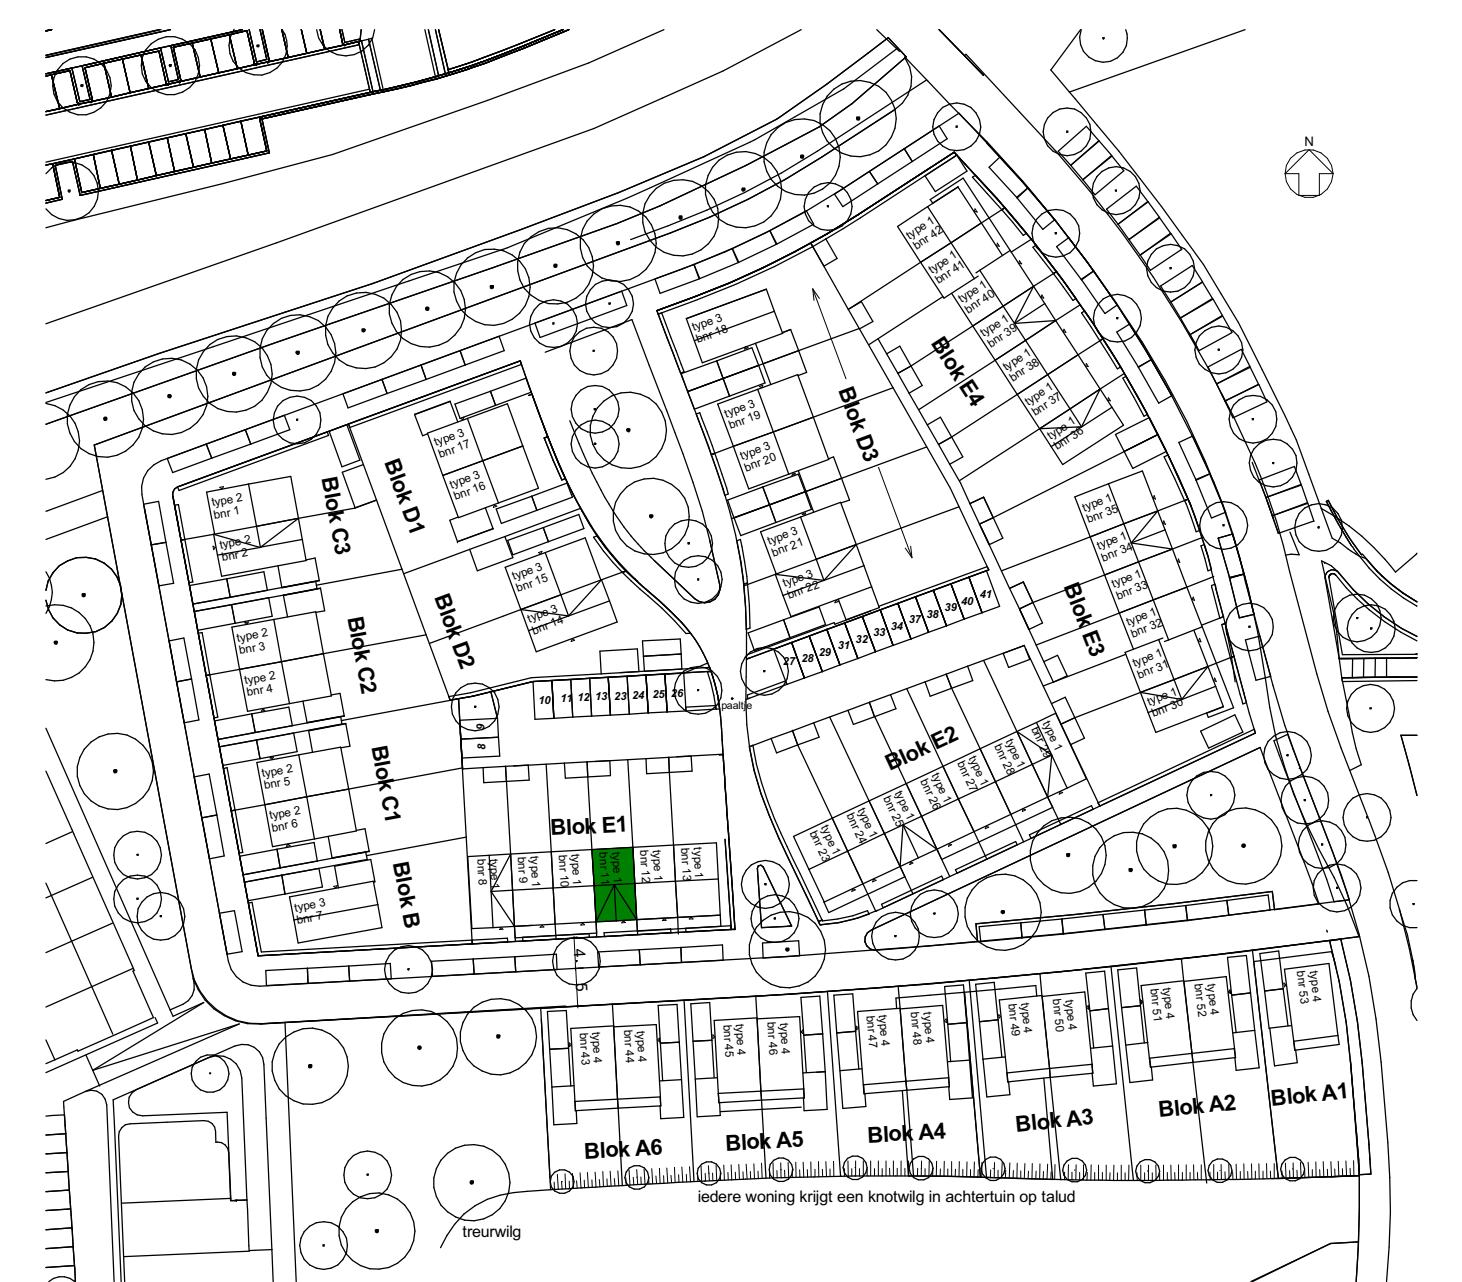 N
type 1
bnr 42
type 1
bnr 41
type 1
bnr 40
type 1
bnr 39
type 1
bnr 38
type 1
bnr 37
type 1
bnr 36
Blok E4
type 3
bnr 18
type 3
bnr 19
type 3
bnr 20
type 3
bnr 21
type 3
bnr 22
Blok D3
type 3
bnr 17
type 3
bnr 16
Blok D1
type 3
bnr 15
type 3
bnr 14
Blok D2
type 2
bnr 1
type 2
bnr 2
Blok C3
type 2
bnr 3
type 2
bnr 4
Blok C2
type 2
bnr 5
type 2
bnr 6
Blok C1
type 3
bnr 7
Blok B
type 1
bnr 35
type 1
bnr 34
type 1
bnr 33
type 1
bnr 32
type 1
bnr 31
type 1
bnr 30
Blok E3
27 28 29 31 32 33 34 37 38 39 40 41
10 11 12 13 23 24 25 26
9
8
paaltje
Blok E2
type 1
bnr 23
type 1
bnr 24
type 1
bnr 25
type 1
bnr 26
type 1
bnr 27
type 1
bnr 28
type 1
bnr 29
Blok E1
type 1
bnr 8
type 1
bnr 9
type 1
bnr 10
type 1
bnr 11
type 1
bnr 12
type 1
bnr 13
type 4
bnr 43
type 4
bnr 44
Blok A6
type 4
bnr 45
type 4
bnr 46
Blok A5
type 4
bnr 47
type 4
bnr 48
Blok A4
type 4
bnr 49
type 4
bnr 50
Blok A3
type 4
bnr 51
type 4
bnr 52
Blok A2
type 4
bnr 53
Blok A1
iedere woning krijgt een knotwilg in achtertuin op talud
treurwilg